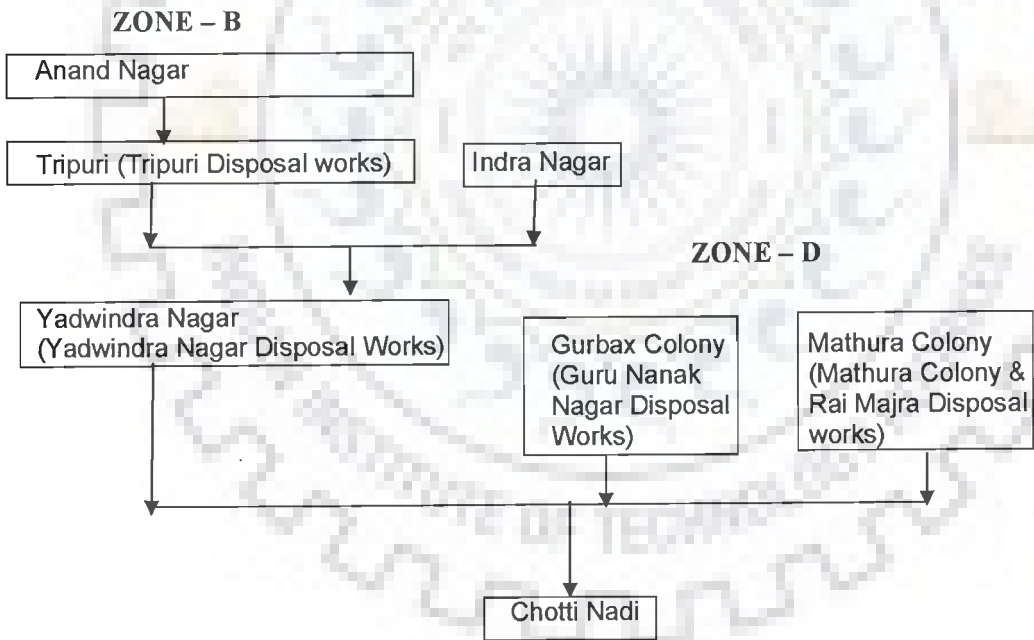 ZONE – B
Anand Nagar
Tripuri (Tripuri Disposal works)
Indra Nagar
ZONE – D
Yadwindra Nagar
(Yadwindra Nagar Disposal Works)
Gurbax Colony
(Guru Nanak
Nagar Disposal
Works)
Mathura Colony
(Mathura Colony &
Rai Majra Disposal
works)
Chotti Nadi